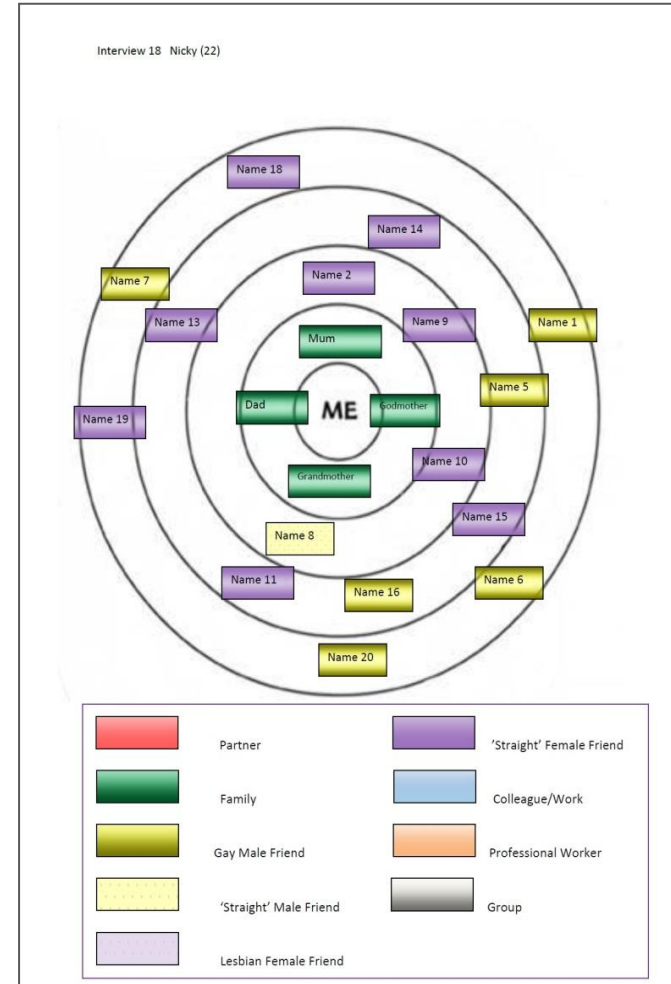 Interview 18   Nicky (22)
Name 18
Name 14
Name 2
Name 7
Name 13
Name 9
Name 1
Mum
Name 5
Dad
ME
Godmother
Name 19
Name 10
Grandmother
Name 15
Name 8
Name 11
Name 16
Name 6
Name 20
Partner
'Straight' Female Friend
Family
Colleague/Work
Gay Male Friend
Professional Worker
'Straight' Male Friend
Group
Lesbian Female Friend